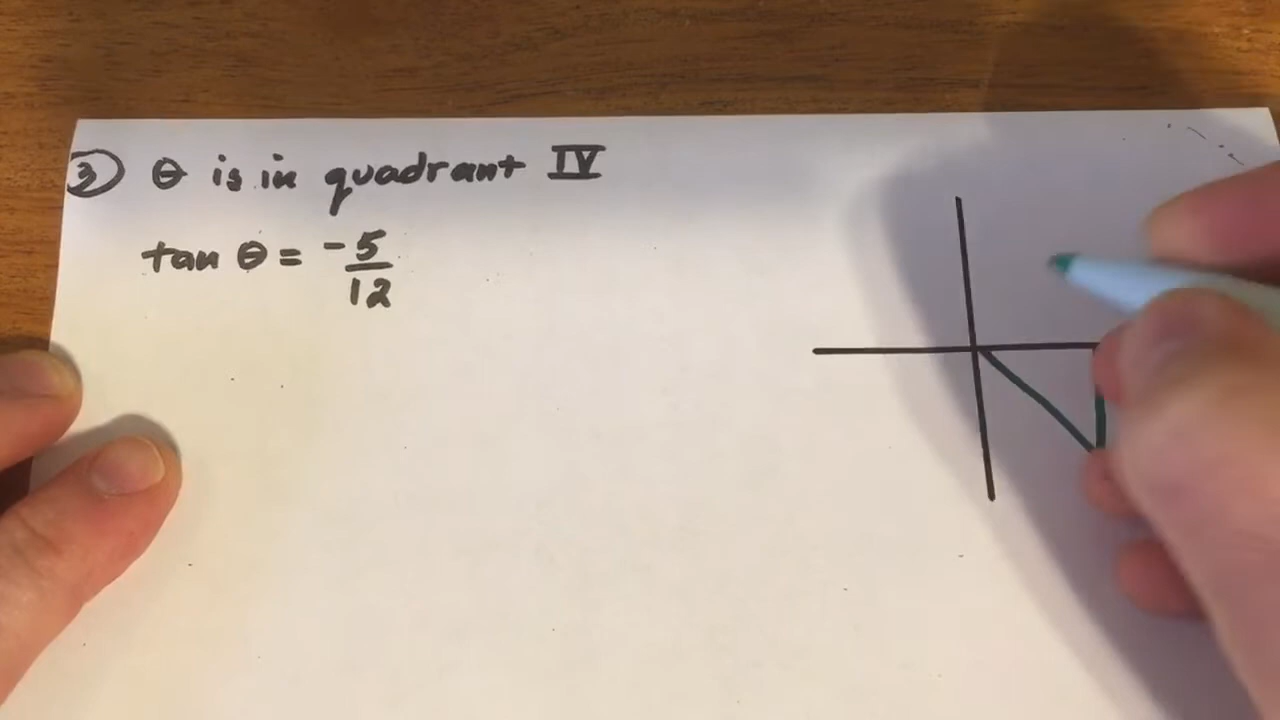 ③ θ is in quadrant IV
tan θ = -5/12